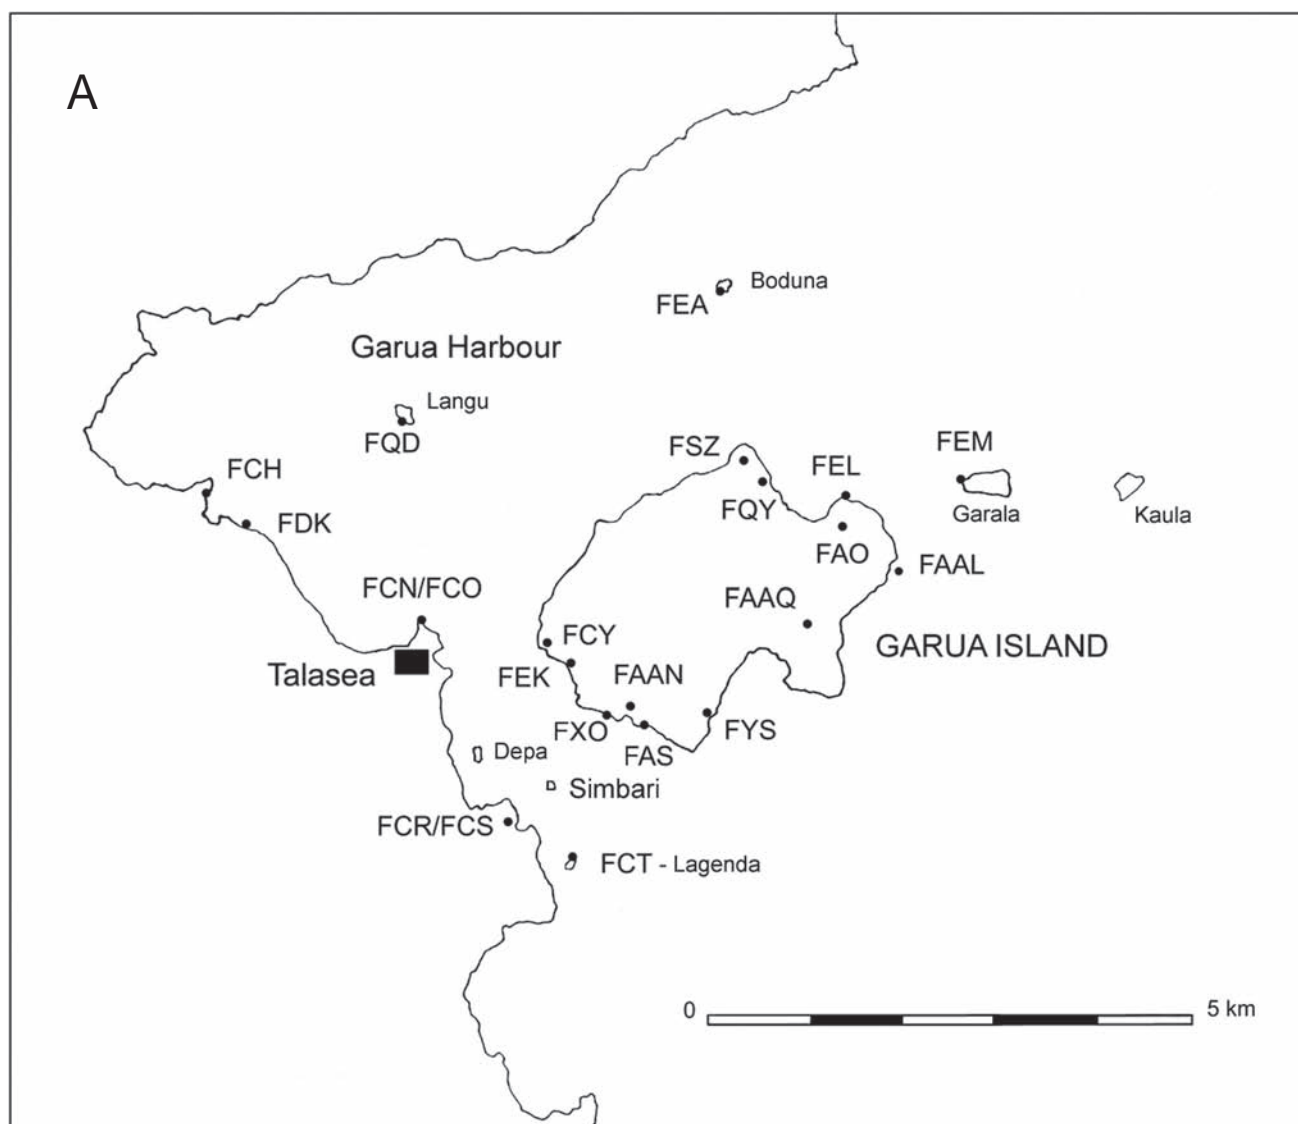 A
Boduna
FEA
Garua Harbour
Langu
FQD
FSZ
FEM
FCH
FEL
FQY
Garala
Kaula
FDK
FAO
FAAL
FCN/FCO
FAAQ
FCY
GARUA ISLAND
Talasea
FEK
FAAN
FXO
FYS
FAS
Depa
Simbari
FCR/FCS
FCT - Lagenda
0
5 km